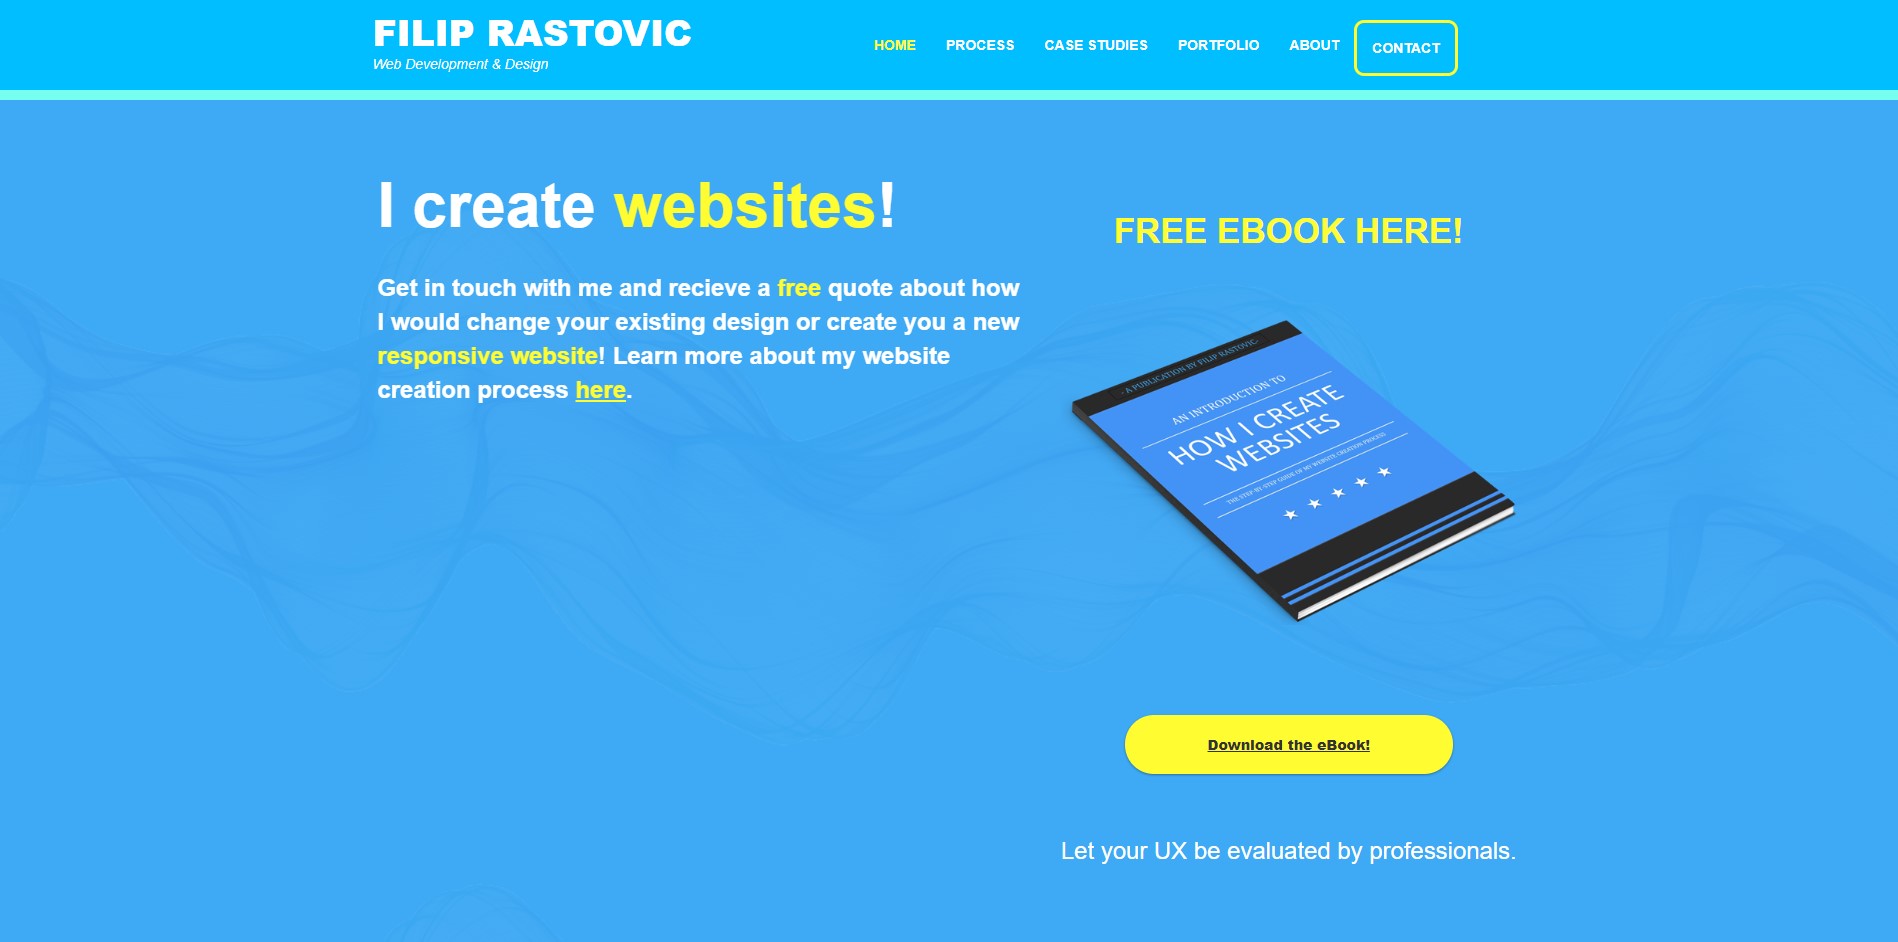 FILIP RASTOVIC
Web Development & Design
HOME
PROCESS
CASE STUDIES
PORTFOLIO
ABOUT
CONTACT
I create websites!
Get in touch with me and recieve a free quote about how
I would change your existing design or create you a new
responsive website! Learn more about my website
creation process here.
FREE EBOOK HERE!
- A PUBLICATION BY FILIP RASTOVIC-
AN INTRODUCTION TO
HOW I CREATE
WEBSITES
THE STEP-BY-STEP GUIDE OF MY WEBSITE CREATION PROCESS
Download the eBook!
Let your UX be evaluated by professionals.